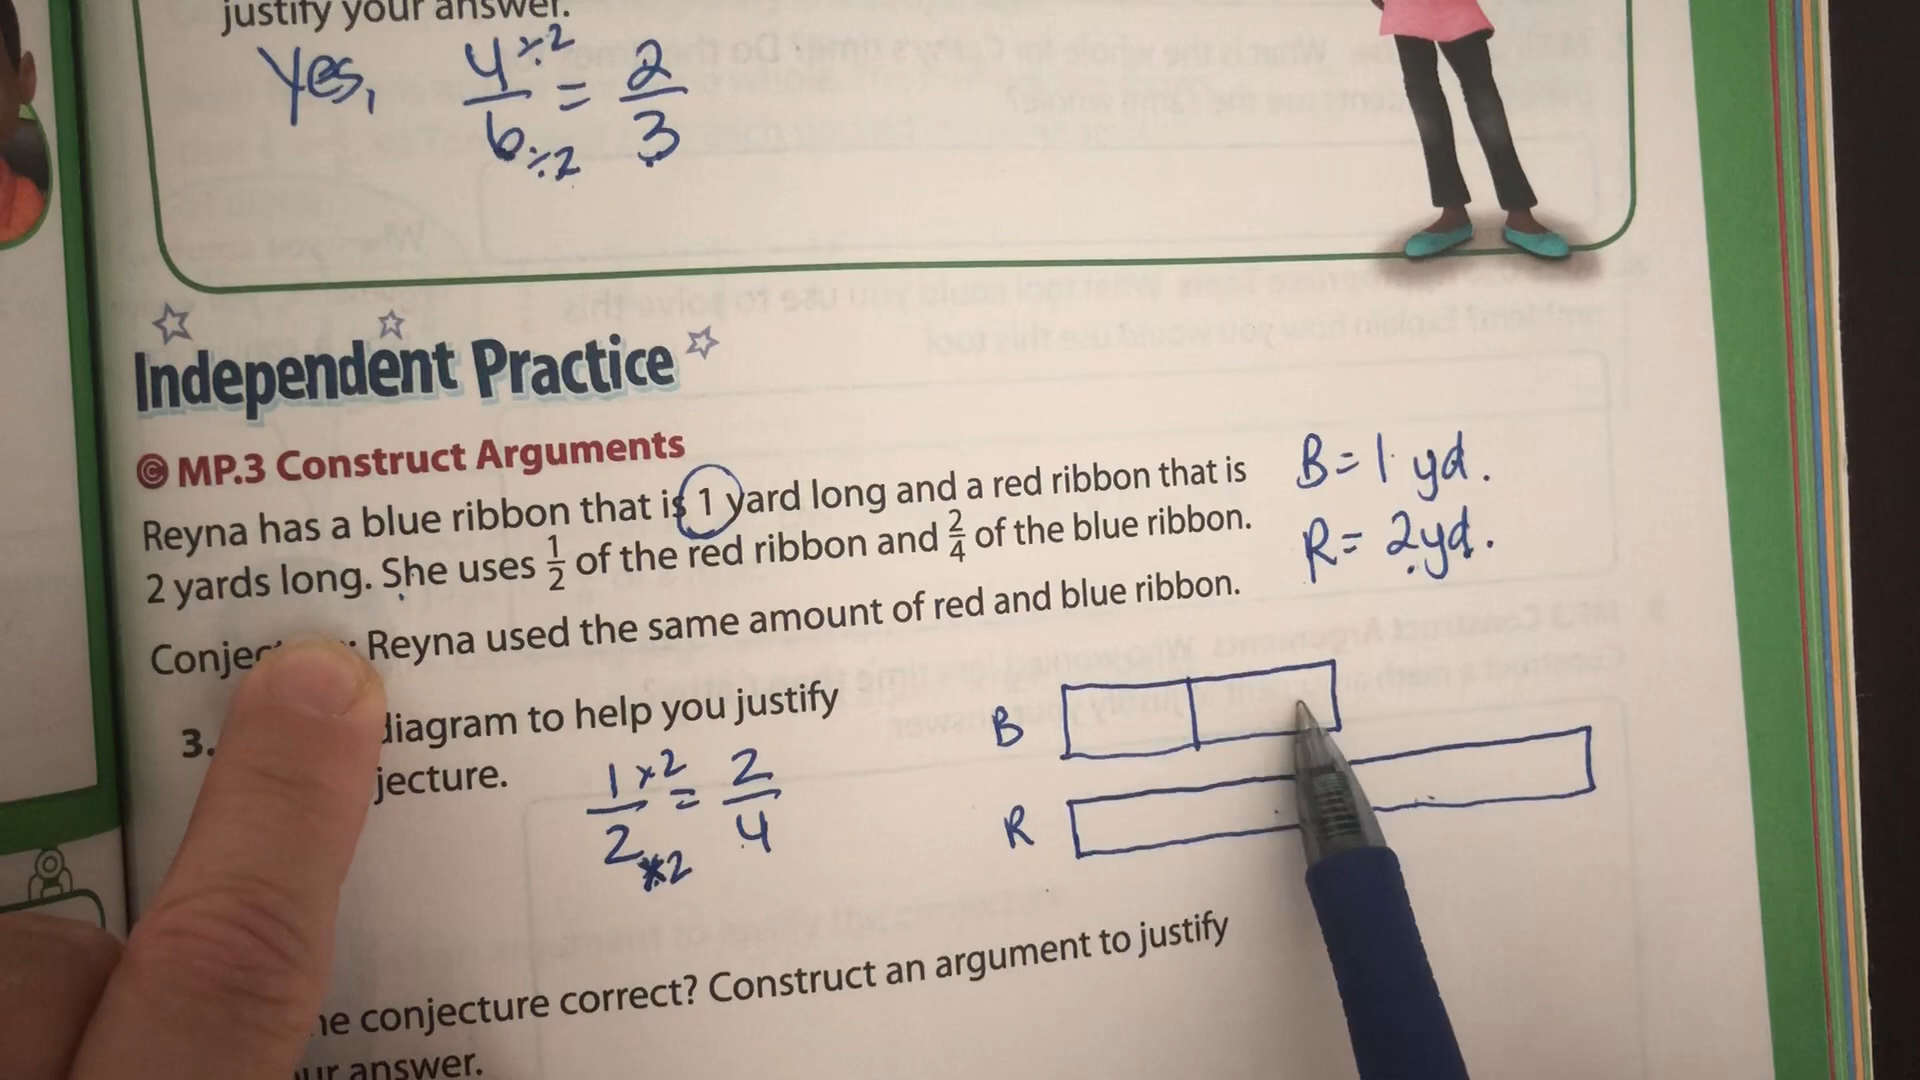 justify your answer.
Yes, 4÷2/6÷2 = 2/3
Independent Practice
© MP.3 Construct Arguments
Reyna has a blue ribbon that is 1 yard long and a red ribbon that is
2 yards long. She uses 1/2 of the red ribbon and 2/4 of the blue ribbon.
B = 1 yd.
R = 2yd.
Reyna used the same amount of red and blue ribbon.
3. diagram to help you justify
1×2/2×2 = 2/4
B
R
conjecture correct? Construct an argument to justify
answer.